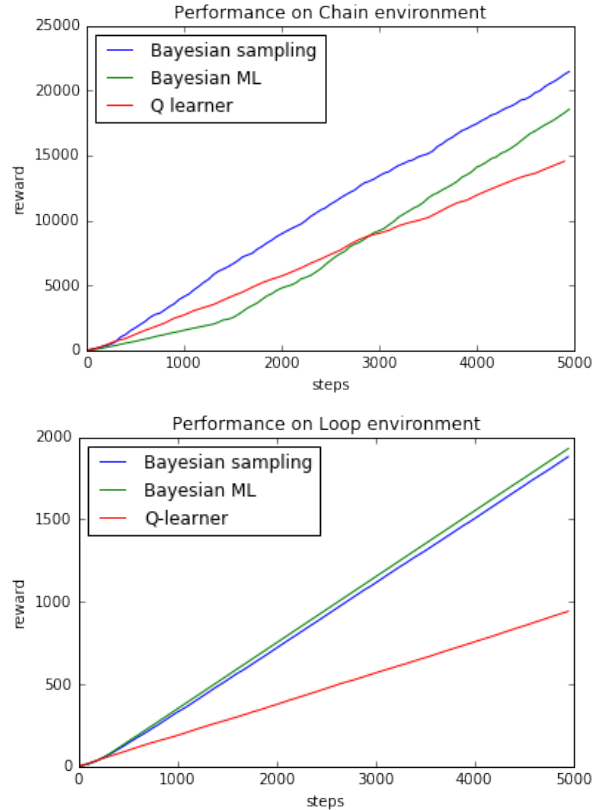 Performance on Chain environment
25000
20000
15000
10000
5000
0
reward
Bayesian sampling
Bayesian ML
Q learner
0 1000 2000 3000 4000 5000
steps
Performance on Loop environment
2000
1500
1000
500
0
reward
Bayesian sampling
Bayesian ML
Q-learner
0 1000 2000 3000 4000 5000
steps